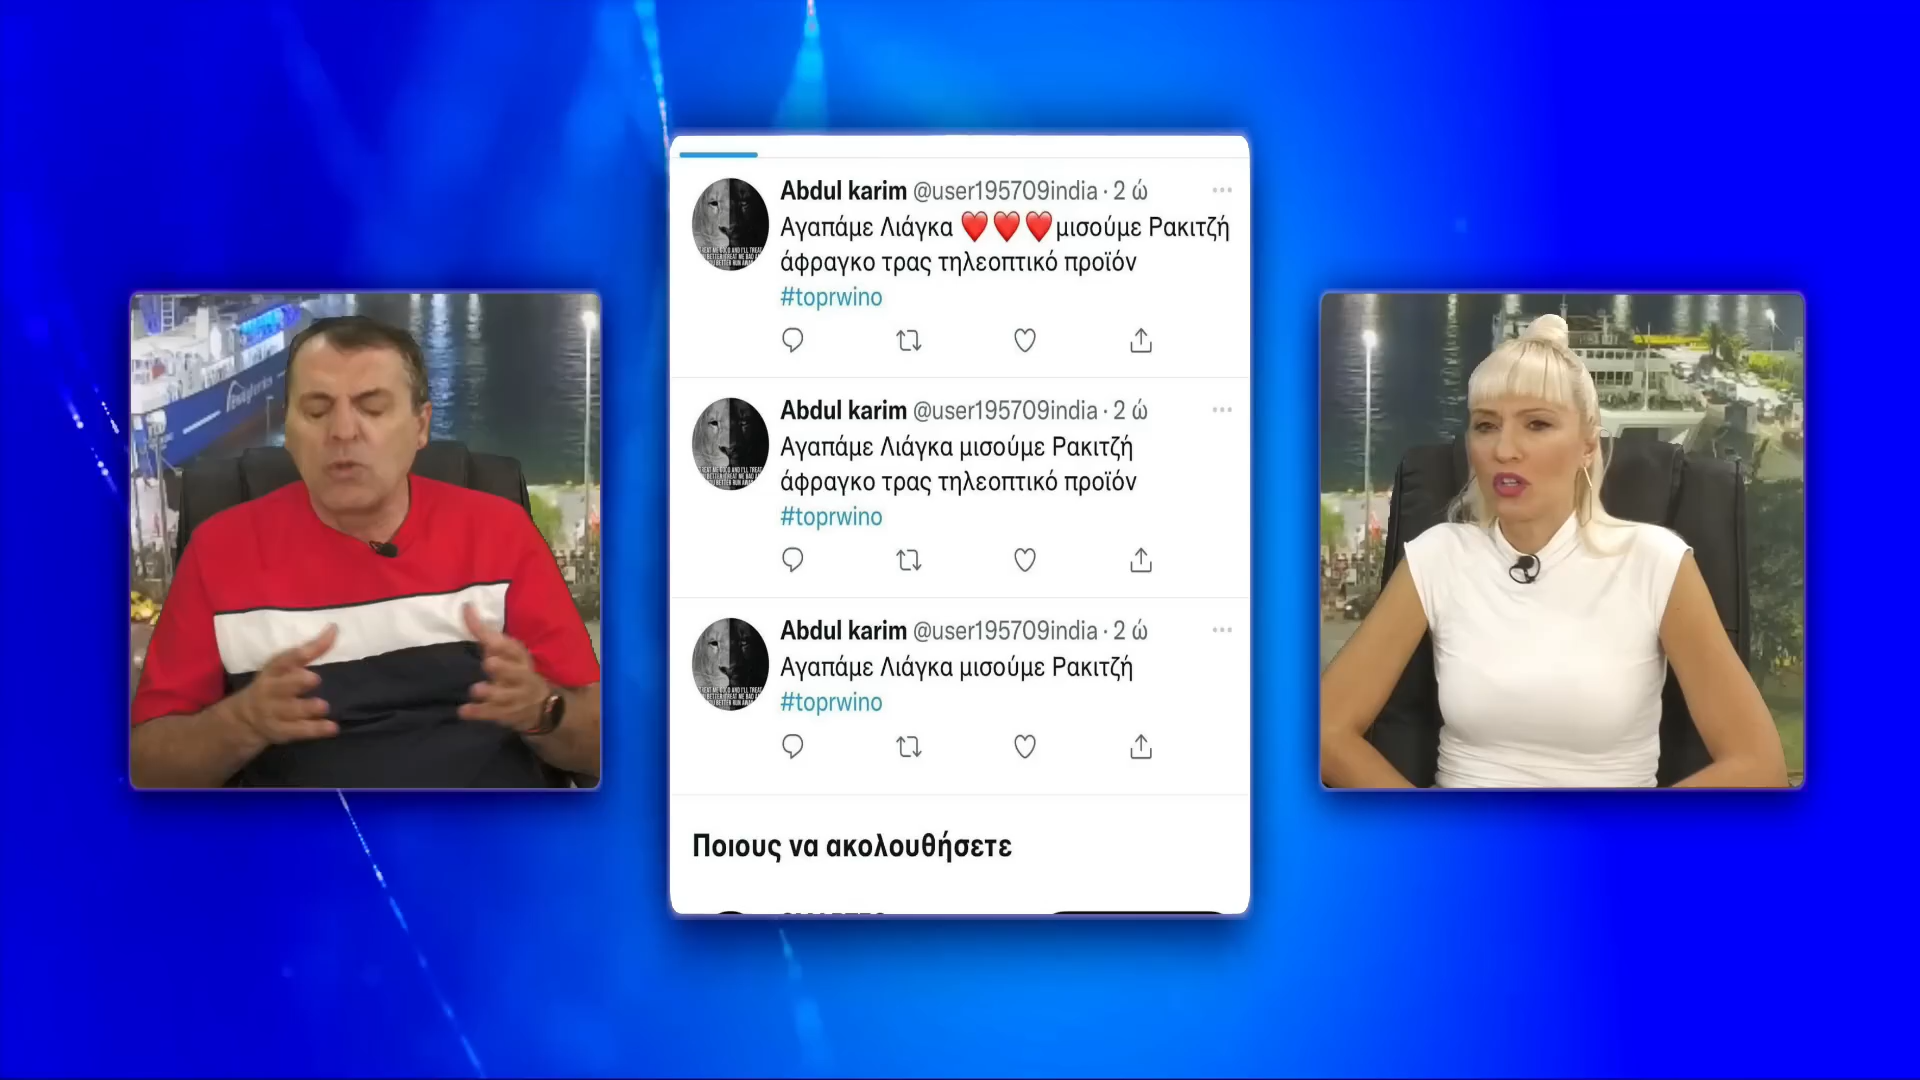 Abdul karim @user195709india · 2 ώ
Αγαπάμε Λιάγκα ❤️❤️❤️μισούμε Ρακιτζή
άφραγκο τρας τηλεοπτικό προϊόν
#toprwino
Abdul karim @user195709india · 2 ώ
Αγαπάμε Λιάγκα μισούμε Ρακιτζή
άφραγκο τρας τηλεοπτικό προϊόν
#toprwino
Abdul karim @user195709india · 2 ώ
Αγαπάμε Λιάγκα μισούμε Ρακιτζή
#toprwino
Ποιους να ακολουθήσετε